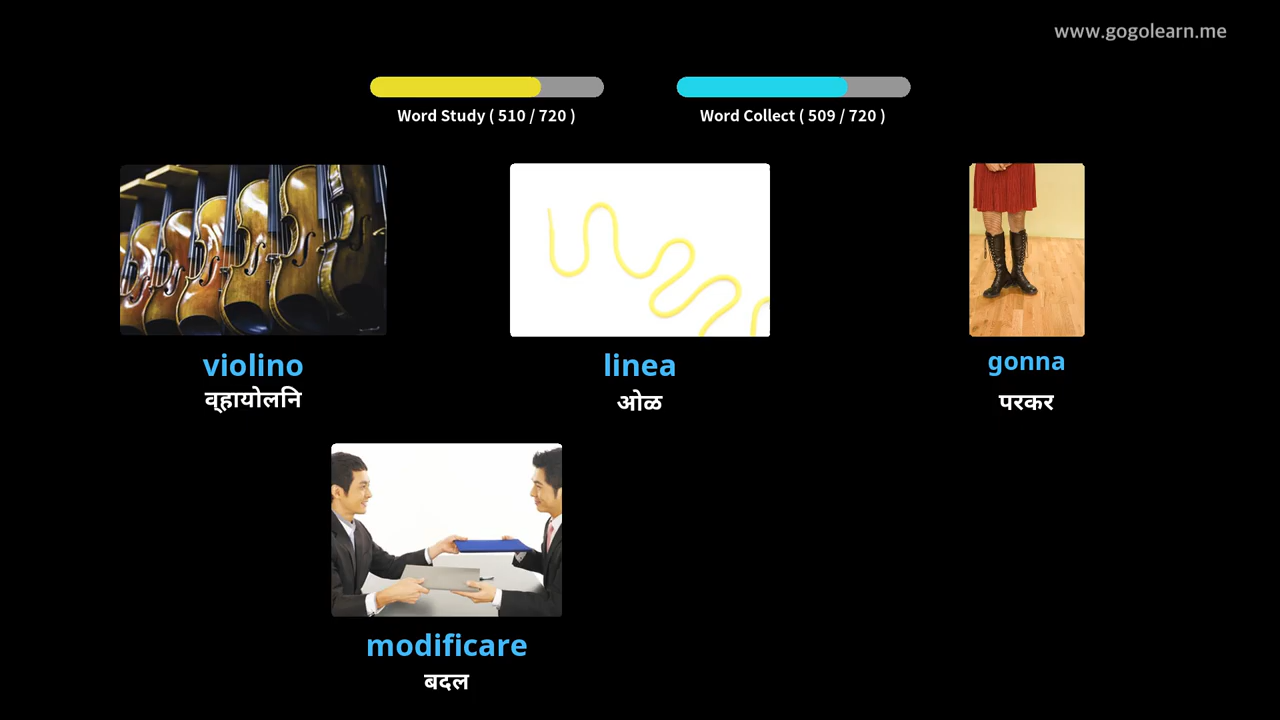 www.gogolearn.me
Word Study ( 510 / 720 )
Word Collect ( 509 / 720 )
violino
linea
gonna
व्हायोलनि
ओळ
परकर
modificare
बदल